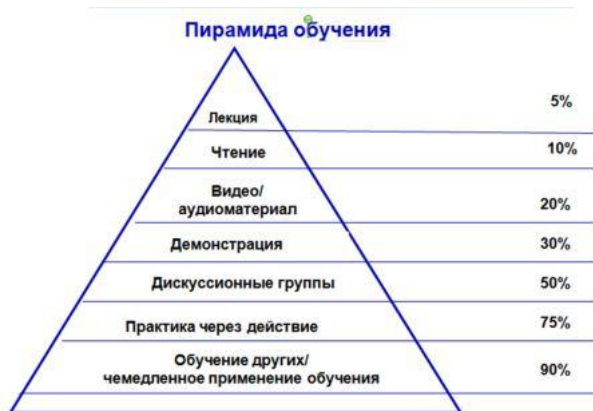 Пирамида обучения
Лекция 5%
Чтение 10%
Видео/
аудиоматериал 20%
Демонстрация 30%
Дискуссионные группы 50%
Практика через действие 75%
Обучение других/
чемедленное применение обучения 90%